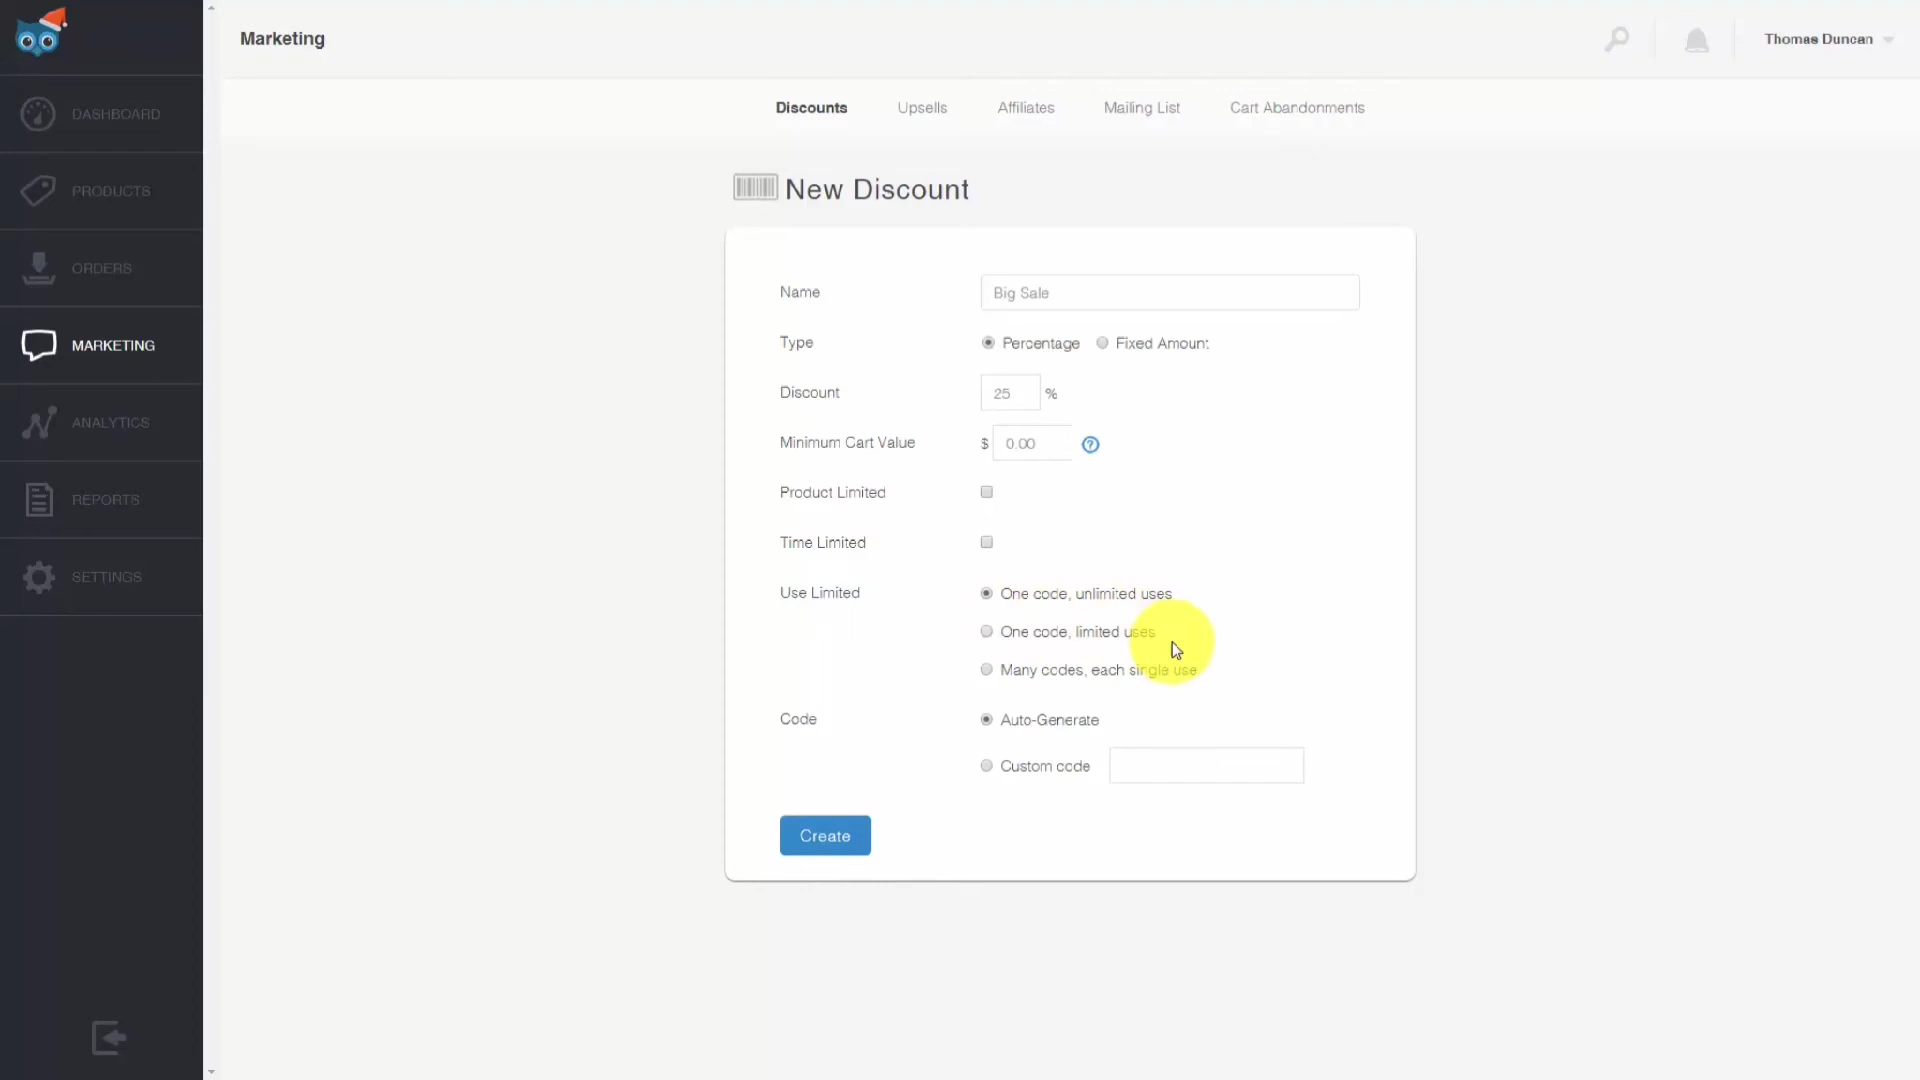 Marketing
Thomas Duncan
DASHBOARD
PRODUCTS
ORDERS
MARKETING
ANALYTICS
REPORTS
SETTINGS
Discounts Upsells Affiliates Mailing List Cart Abandonments
New Discount
Name Big Sale
Type Percentage Fixed Amount
Discount 25 %
Minimum Cart Value $ 0.00 ?
Product Limited
Time Limited
Use Limited One code, unlimited uses
One code, limited uses
Many codes, each single use
Code Auto-Generate
Custom code
Create